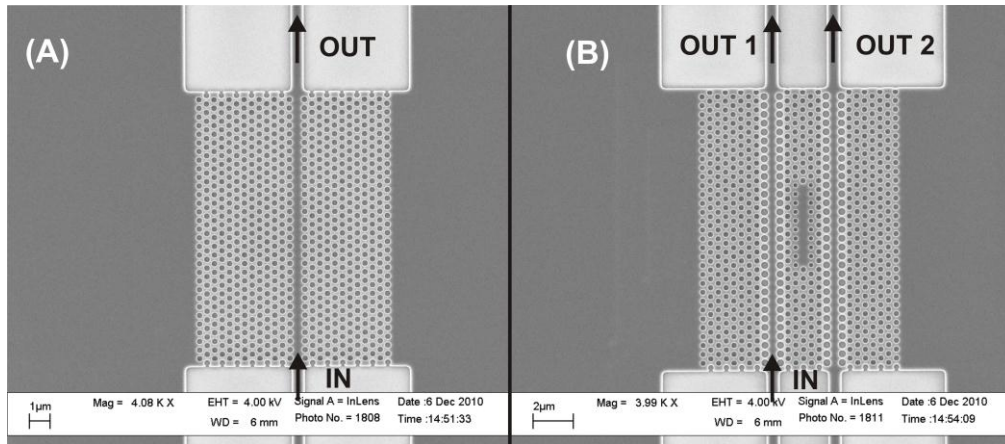 (A)
OUT
IN
1µm
Mag = 4.08 K X
EHT = 4.00 kV
WD = 6 mm
Signal A = InLens
Photo No. = 1808
Date :6 Dec 2010
Time :14:51:33
(B)
OUT 1
OUT 2
IN
2µm
Mag = 3.99 K X
EHT = 4.00 kV
WD = 6 mm
Signal A = InLens
Photo No. = 1811
Date :6 Dec 2010
Time :14:54:09